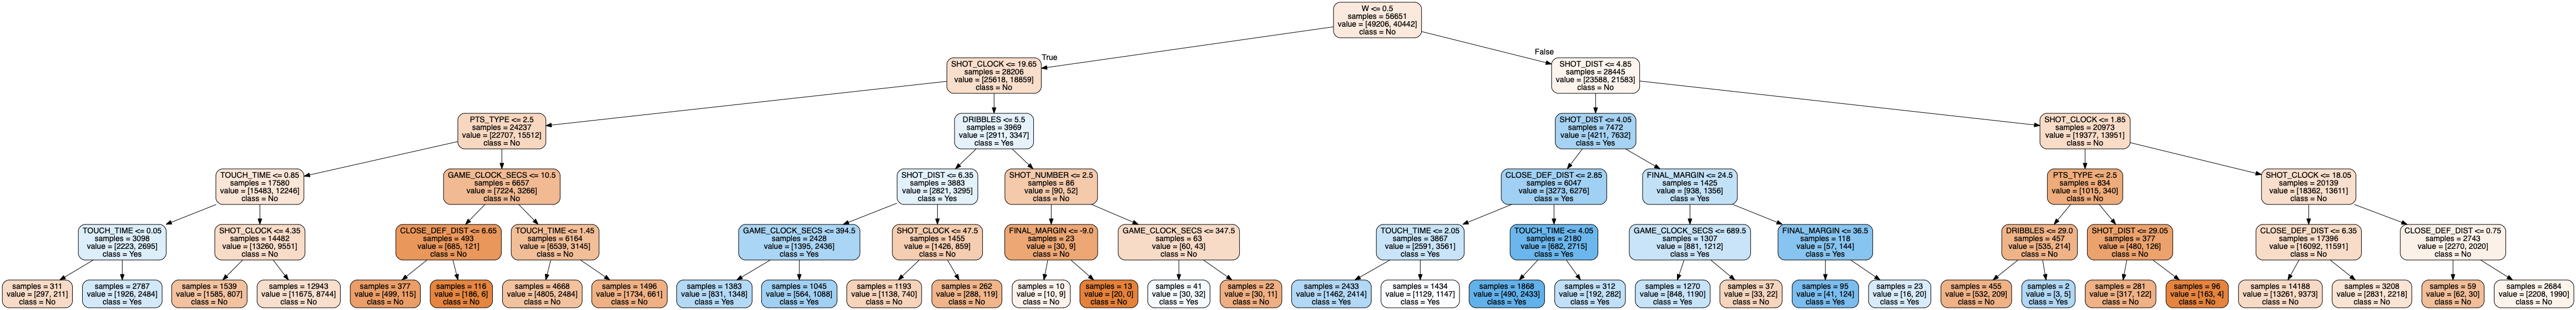 W <= 0.5
samples = 56651
value = [49206, 40442]
class = No
True
False
SHOT_CLOCK <= 19.65
samples = 28206
value = [25618, 18859]
class = No
SHOT_DIST <= 4.85
samples = 28445
value = [23588, 21583]
class = No
PTS_TYPE <= 2.5
samples = 24237
value = [22707, 15512]
class = No
DRIBBLES <= 5.5
samples = 3969
value = [2911, 3347]
class = Yes
SHOT_DIST <= 4.05
samples = 7472
value = [4211, 7632]
class = Yes
SHOT_CLOCK <= 1.85
samples = 20973
value = [19377, 13951]
class = No
TOUCH_TIME <= 0.85
samples = 17580
value = [15483, 12246]
class = No
GAME_CLOCK_SECS <= 10.5
samples = 6657
value = [7224, 3266]
class = No
SHOT_DIST <= 6.35
samples = 3883
value = [2821, 3295]
class = Yes
SHOT_NUMBER <= 2.5
samples = 86
value = [90, 52]
class = No
CLOSE_DEF_DIST <= 2.85
samples = 6047
value = [3273, 6276]
class = Yes
FINAL_MARGIN <= 24.5
samples = 1425
value = [938, 1356]
class = Yes
PTS_TYPE <= 2.5
samples = 834
value = [1015, 340]
class = No
SHOT_CLOCK <= 18.05
samples = 20139
value = [18362, 13611]
class = No
TOUCH_TIME <= 0.05
samples = 3098
value = [2223, 2695]
class = Yes
SHOT_CLOCK <= 4.35
samples = 14482
value = [13260, 9551]
class = No
CLOSE_DEF_DIST <= 6.65
samples = 493
value = [685, 121]
class = No
TOUCH_TIME <= 1.45
samples = 6164
value = [6539, 3145]
class = No
GAME_CLOCK_SECS <= 394.5
samples = 2428
value = [1395, 2436]
class = Yes
SHOT_CLOCK <= 47.5
samples = 1455
value = [1426, 859]
class = No
FINAL_MARGIN <= -9.0
samples = 23
value = [30, 9]
class = No
GAME_CLOCK_SECS <= 347.5
samples = 63
value = [60, 43]
class = No
TOUCH_TIME <= 2.05
samples = 3867
value = [2591, 3561]
class = Yes
TOUCH_TIME <= 4.05
samples = 2180
value = [682, 2715]
class = Yes
GAME_CLOCK_SECS <= 689.5
samples = 1307
value = [881, 1212]
class = Yes
FINAL_MARGIN <= 36.5
samples = 118
value = [57, 144]
class = Yes
DRIBBLES <= 29.0
samples = 457
value = [535, 214]
class = No
SHOT_DIST <= 29.05
samples = 377
value = [480, 126]
class = No
CLOSE_DEF_DIST <= 6.35
samples = 17396
value = [16092, 11591]
class = No
CLOSE_DEF_DIST <= 0.75
samples = 2743
value = [2270, 2020]
class = No
samples = 311
value = [297, 211]
class = No
samples = 2787
value = [1926, 2484]
class = Yes
samples = 1539
value = [1585, 807]
class = No
samples = 12943
value = [11675, 8744]
class = No
samples = 377
value = [499, 115]
class = No
samples = 116
value = [186, 6]
class = No
samples = 4668
value = [4805, 2484]
class = No
samples = 1496
value = [1734, 661]
class = No
samples = 1383
value = [831, 1348]
class = Yes
samples = 1045
value = [564, 1088]
class = Yes
samples = 1193
value = [1138, 740]
class = No
samples = 262
value = [288, 119]
class = No
samples = 10
value = [10, 9]
class = No
samples = 13
value = [20, 0]
class = No
samples = 41
value = [30, 32]
class = Yes
samples = 22
value = [30, 11]
class = No
samples = 2433
value = [1462, 2414]
class = Yes
samples = 1434
value = [1129, 1147]
class = Yes
samples = 1868
value = [490, 2433]
class = Yes
samples = 312
value = [192, 282]
class = Yes
samples = 1270
value = [848, 1190]
class = Yes
samples = 37
value = [33, 22]
class = No
samples = 95
value = [41, 124]
class = Yes
samples = 23
value = [16, 20]
class = Yes
samples = 455
value = [532, 209]
class = No
samples = 2
value = [3, 5]
class = Yes
samples = 281
value = [317, 122]
class = No
samples = 96
value = [163, 4]
class = No
samples = 14188
value = [13261, 9373]
class = No
samples = 3208
value = [2831, 2218]
class = No
samples = 59
value = [62, 30]
class = No
samples = 2684
value = [2208, 1990]
class = No